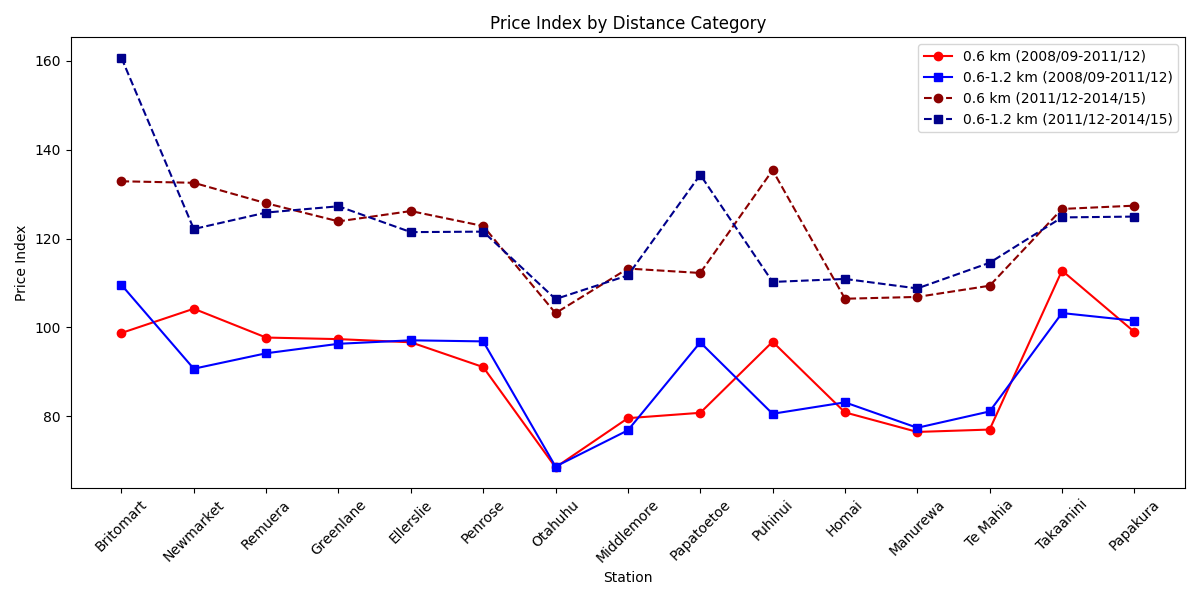 Price Index by Distance Category
0.6 km (2008/09-2011/12)
0.6-1.2 km (2008/09-2011/12)
0.6 km (2011/12-2014/15)
0.6-1.2 km (2011/12-2014/15)
Price Index
160
140
120
100
80
Britomart
Newmarket
Remuera
Greenlane
Ellerslie
Penrose
Otahuhu
Middlemore
Papatoetoe
Puhinui
Homai
Manurewa
Te Mahia
Takaanini
Papakura
Station